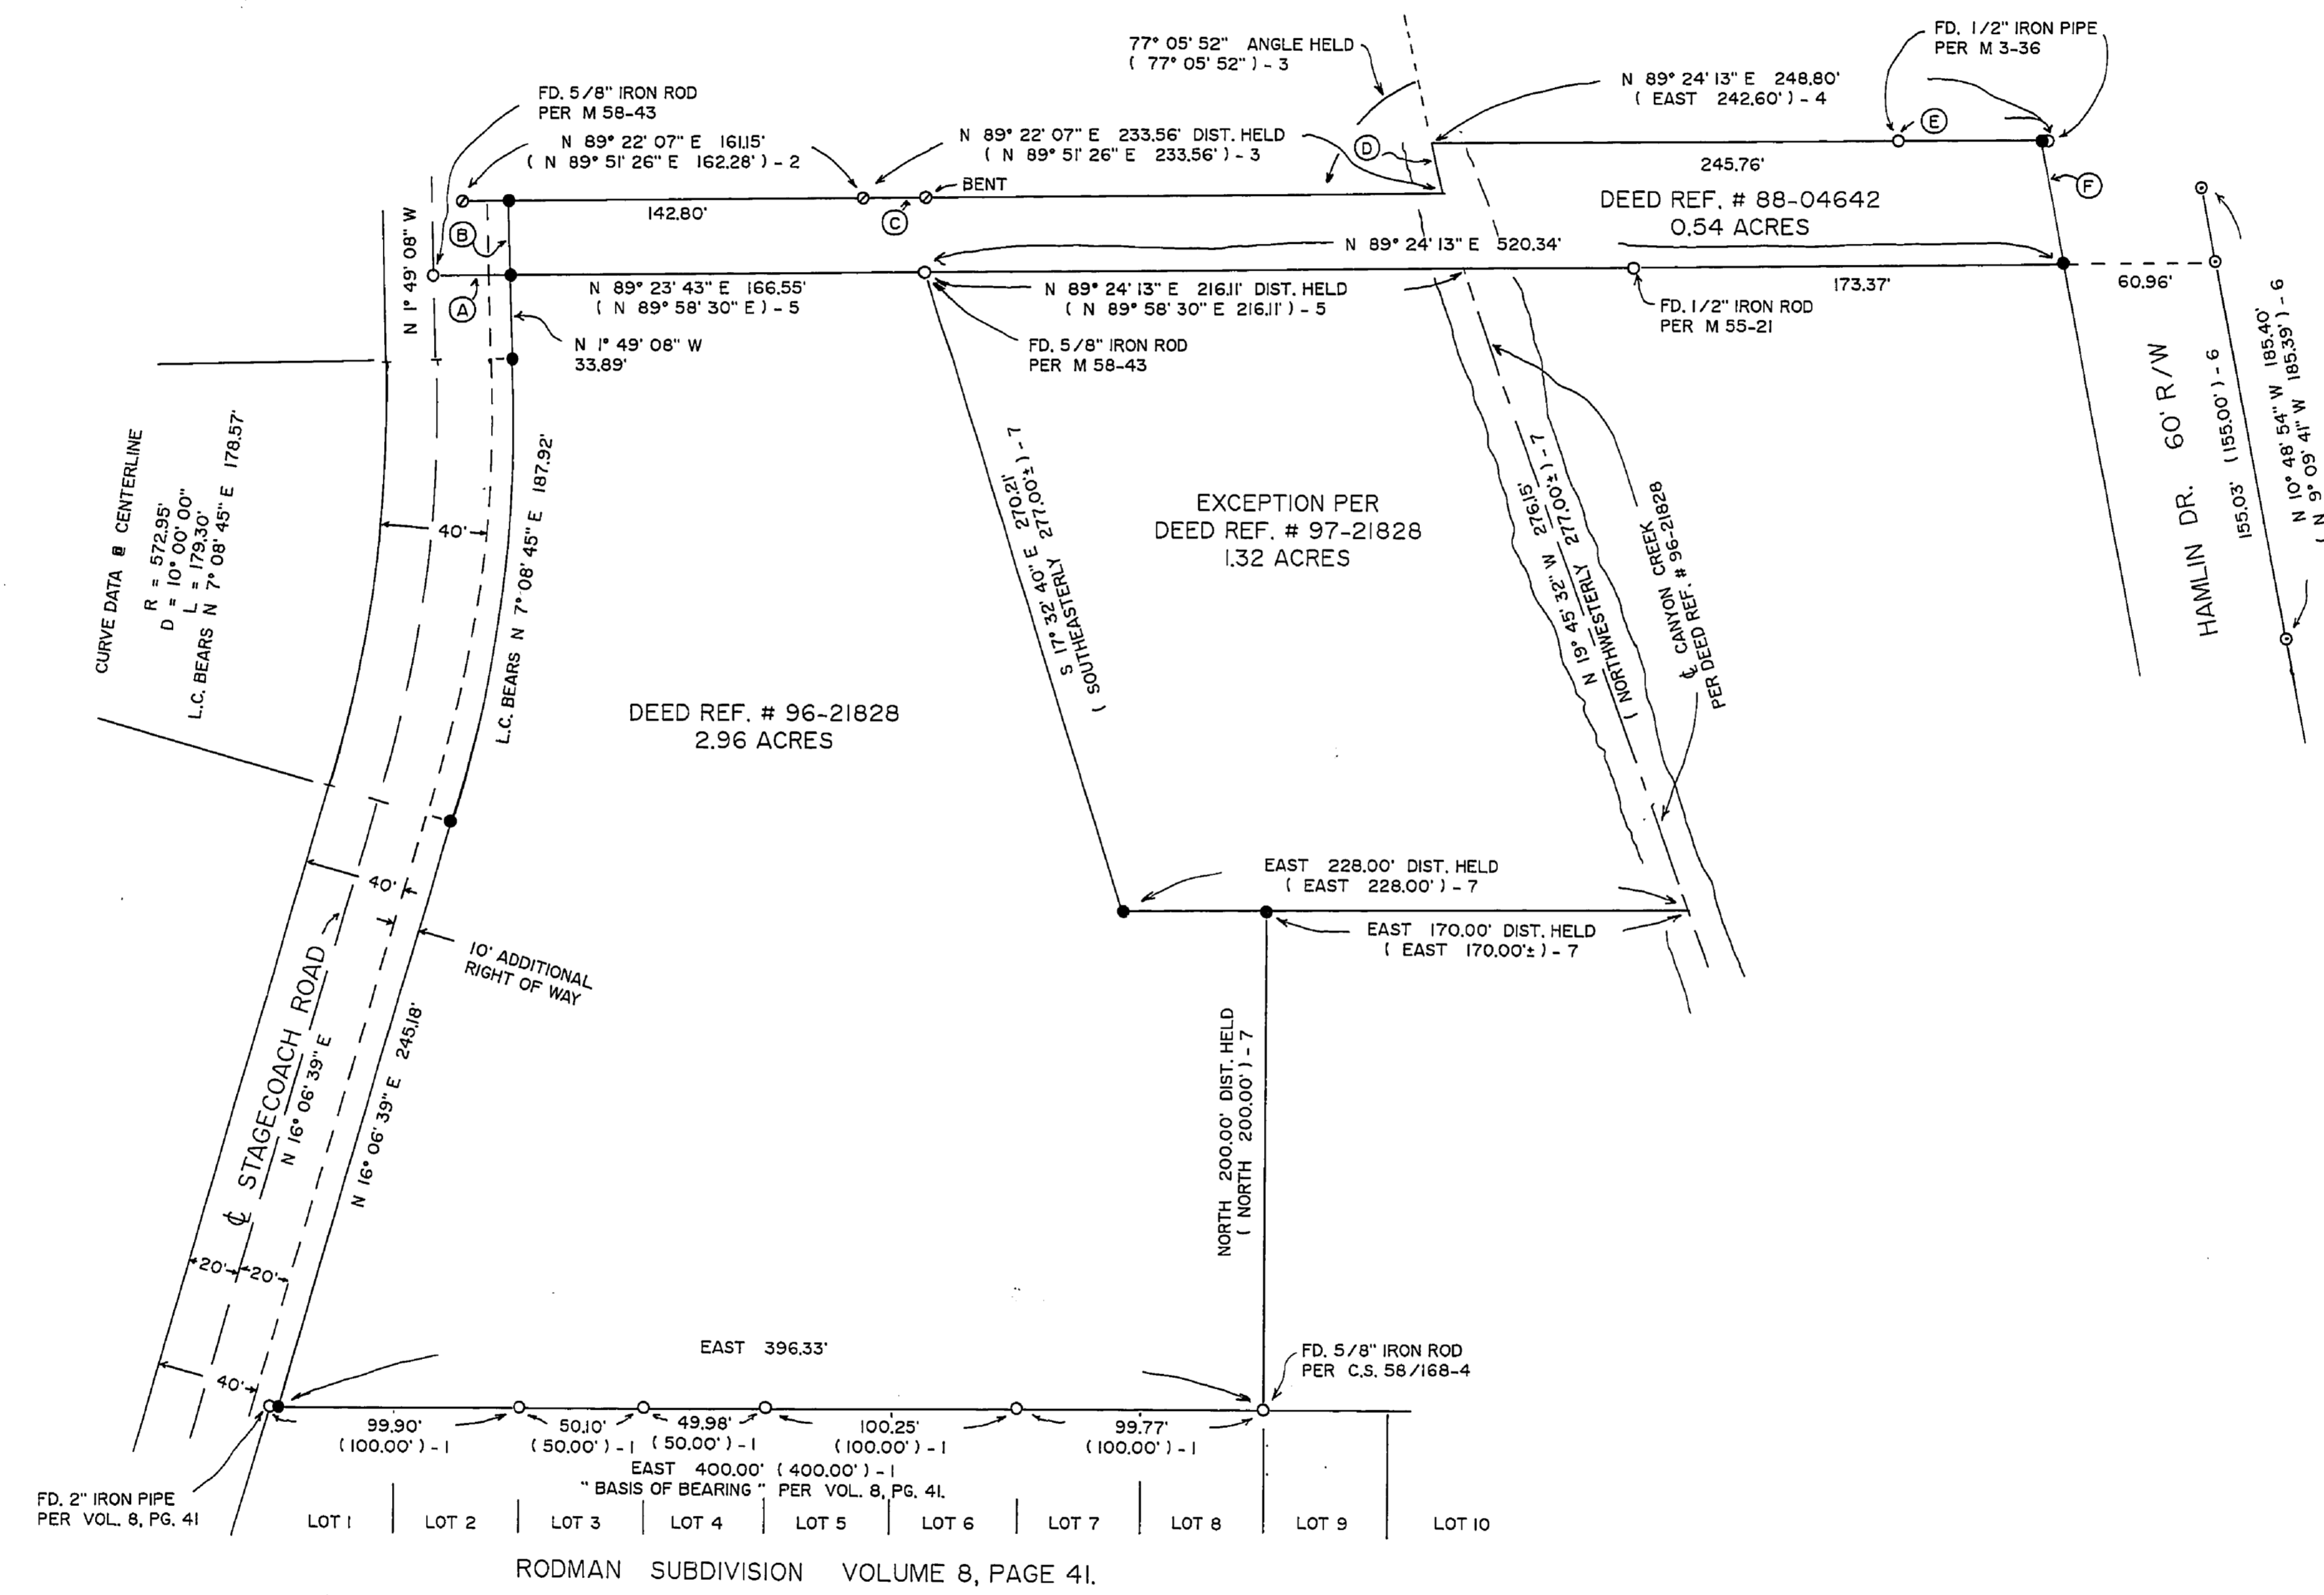 77° 05' 52" ANGLE HELD
( 77° 05' 52" ) - 3
FD. 1/2" IRON PIPE
PER M 3-36
FD. 5/8" IRON ROD
PER M 58-43
N 89° 24' 13" E 248.80'
( EAST 242.60' ) - 4
N 89° 22' 07" E 161.15'
( N 89° 51' 26" E 162.28' ) - 2
N 89° 22' 07" E 233.56' DIST. HELD
( N 89° 51' 26" E 233.56' ) - 3
D
E
BENT
245.76'
F
142.80'
C
DEED REF. # 88-04642
0.54 ACRES
N 1° 49' 08" W
B
N 89° 24' 13" E 520.34'
A
N 89° 23' 43" E 166.55'
( N 89° 58' 30" E ) - 5
N 89° 24' 13" E 216.11' DIST. HELD
( N 89° 58' 30" E 216.11' ) - 5
173.37'
60.96'
FD. 1/2" IRON ROD
PER M 55-21
N 1° 49' 08" W
33.89'
FD. 5/8" IRON ROD
PER M 58-43
CURVE DATA @ CENTERLINE
R = 572.95'
D = 10° 00' 00"
L = 179.30'
L.C. BEARS N 7° 08' 45" E 178.57'
L.C. BEARS N 7° 08' 45" E 187.92'
40'
S 17° 32' 40" E 270.21'
( SOUTHEASTERLY 277.00'± ) - 7
EXCEPTION PER
DEED REF. # 97-21828
1.32 ACRES
N 19° 45' 32" W 276.15'
( NORTHWESTERLY 277.00'± ) - 7
℄ CANYON CREEK
PER DEED REF. # 96-21828
HAMLIN DR. 60' R/W
155.03' (155.00' ) - 6
N 10° 48' 54" W 185.40'
( N 9° 09' 41" W 185.39' ) - 6
DEED REF. # 96-21828
2.96 ACRES
40'
EAST 228.00' DIST. HELD
( EAST 228.00' ) - 7
EAST 170.00' DIST. HELD
( EAST 170.00'± ) - 7
10' ADDITIONAL
RIGHT OF WAY
℄ STAGECOACH ROAD
N 16° 06' 39" E
N 16° 06' 39" E 245.18'
NORTH 200.00' DIST. HELD
( NORTH 200.00' ) - 7
20'
20'
40'
EAST 396.33'
FD. 5/8" IRON ROD
PER C.S. 58/168-4
99.90'
(100.00' ) - 1
50.10'
(50.00' ) - 1
49.98'
(50.00' ) - 1
100.25'
(100.00' ) - 1
99.77'
(100.00' ) - 1
EAST 400.00' ( 400.00' ) - 1
" BASIS OF BEARING " PER VOL. 8, PG. 41.
FD. 2" IRON PIPE
PER VOL. 8, PG. 41
LOT 1
LOT 2
LOT 3
LOT 4
LOT 5
LOT 6
LOT 7
LOT 8
LOT 9
LOT 10
RODMAN SUBDIVISION VOLUME 8, PAGE 41.